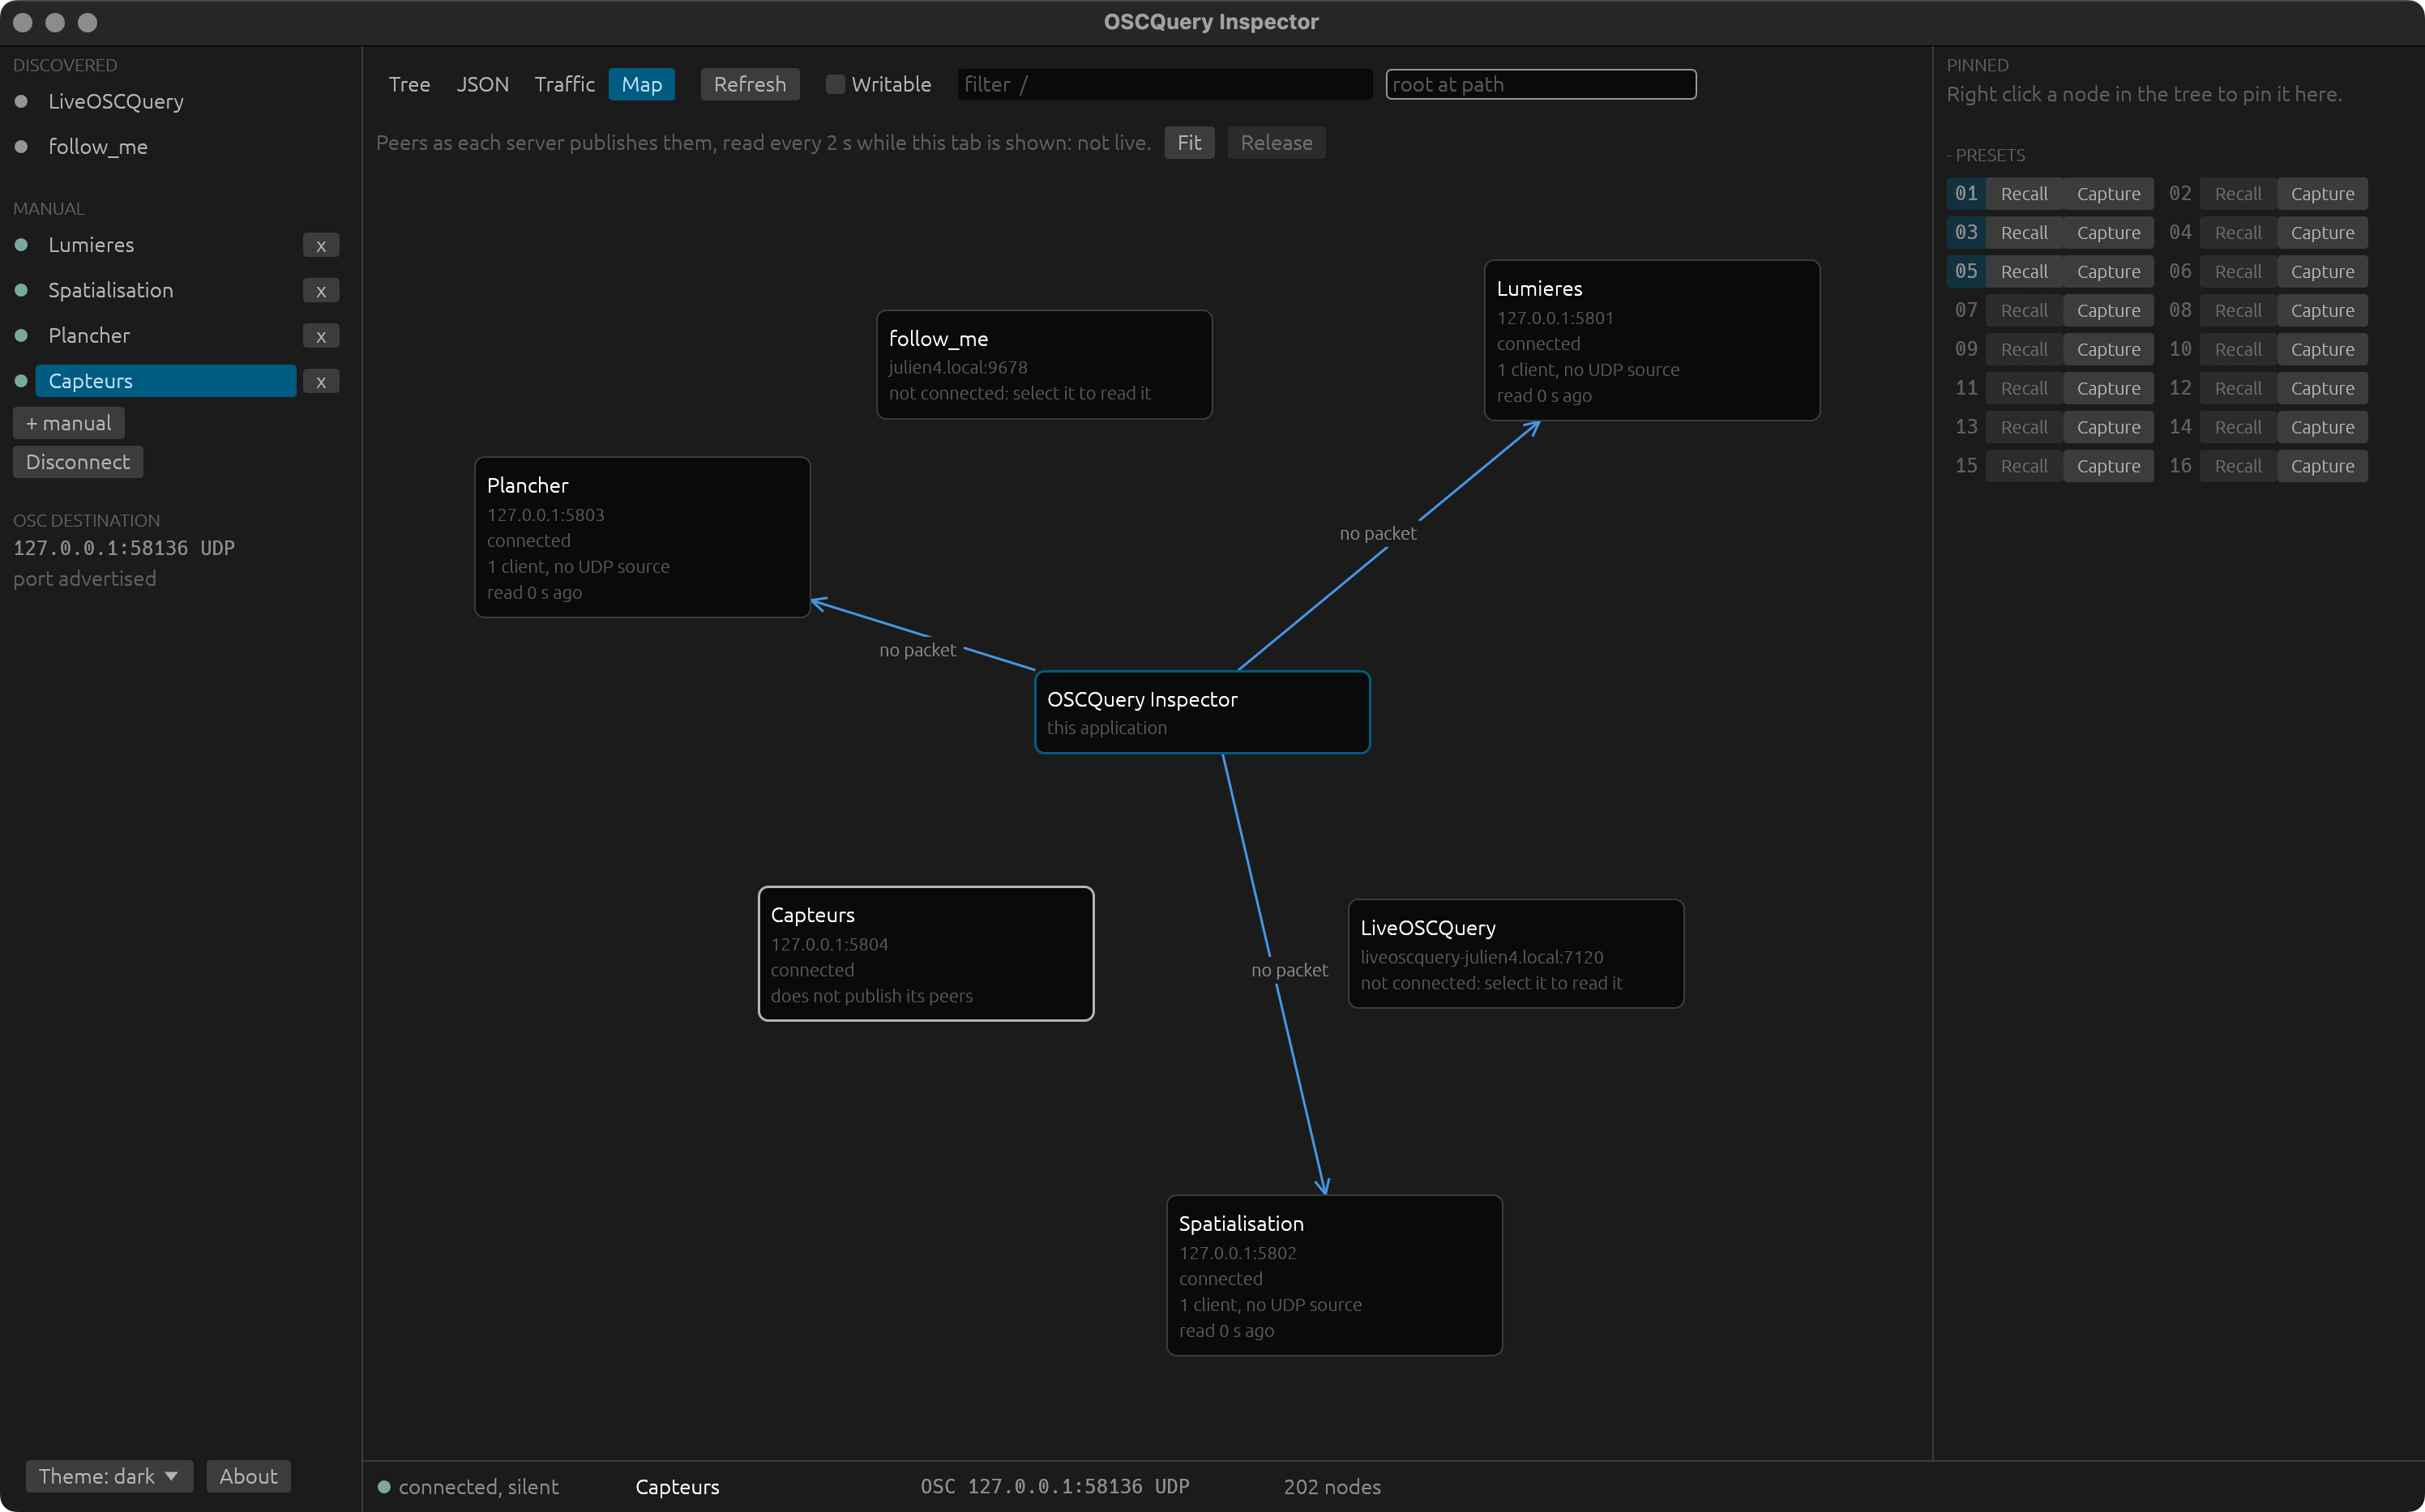 OSCQuery Inspector
DISCOVERED
LiveOSCQuery
follow_me
MANUAL
Lumieres x
Spatialisation x
Plancher x
Capteurs x
+ manual
Disconnect
OSC DESTINATION
127.0.0.1:58136 UDP
port advertised
Theme: dark
About
Tree JSON Traffic Map Refresh Writable filter / root at path
Peers as each server publishes them, read every 2 s while this tab is shown: not live. Fit Release
Lumieres
127.0.0.1:5801
connected
1 client, no UDP source
read 0 s ago
follow_me
julien4.local:9678
not connected: select it to read it
Plancher
127.0.0.1:5803
connected
1 client, no UDP source
read 0 s ago
no packet
no packet
OSCQuery Inspector
this application
Capteurs
127.0.0.1:5804
connected
does not publish its peers
no packet
LiveOSCQuery
liveoscquery-julien4.local:7120
not connected: select it to read it
Spatialisation
127.0.0.1:5802
connected
1 client, no UDP source
read 0 s ago
connected, silent Capteurs OSC 127.0.0.1:58136 UDP 202 nodes
PINNED
Right click a node in the tree to pin it here.
- PRESETS
01 Recall Capture 02 Recall Capture
03 Recall Capture 04 Recall Capture
05 Recall Capture 06 Recall Capture
07 Recall Capture 08 Recall Capture
09 Recall Capture 10 Recall Capture
11 Recall Capture 12 Recall Capture
13 Recall Capture 14 Recall Capture
15 Recall Capture 16 Recall Capture